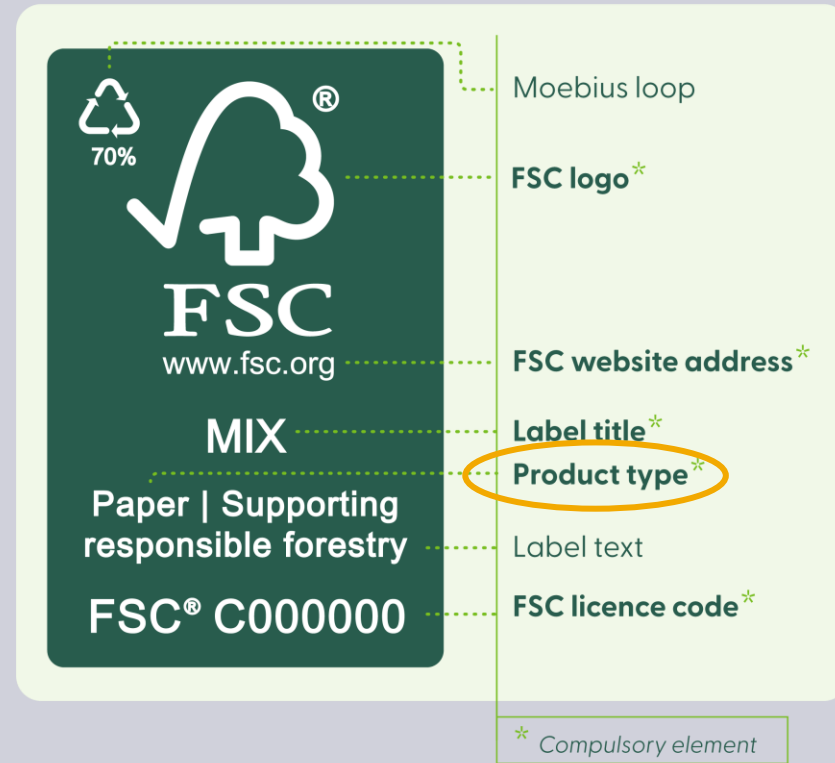 ®
70%
FSC
www.fsc.org
MIX
Paper | Supporting
responsible forestry
FSC® C000000
Moebius loop
FSC logo*
FSC website address*
Label title*
Product type*
Label text
FSC licence code*
* Compulsory element